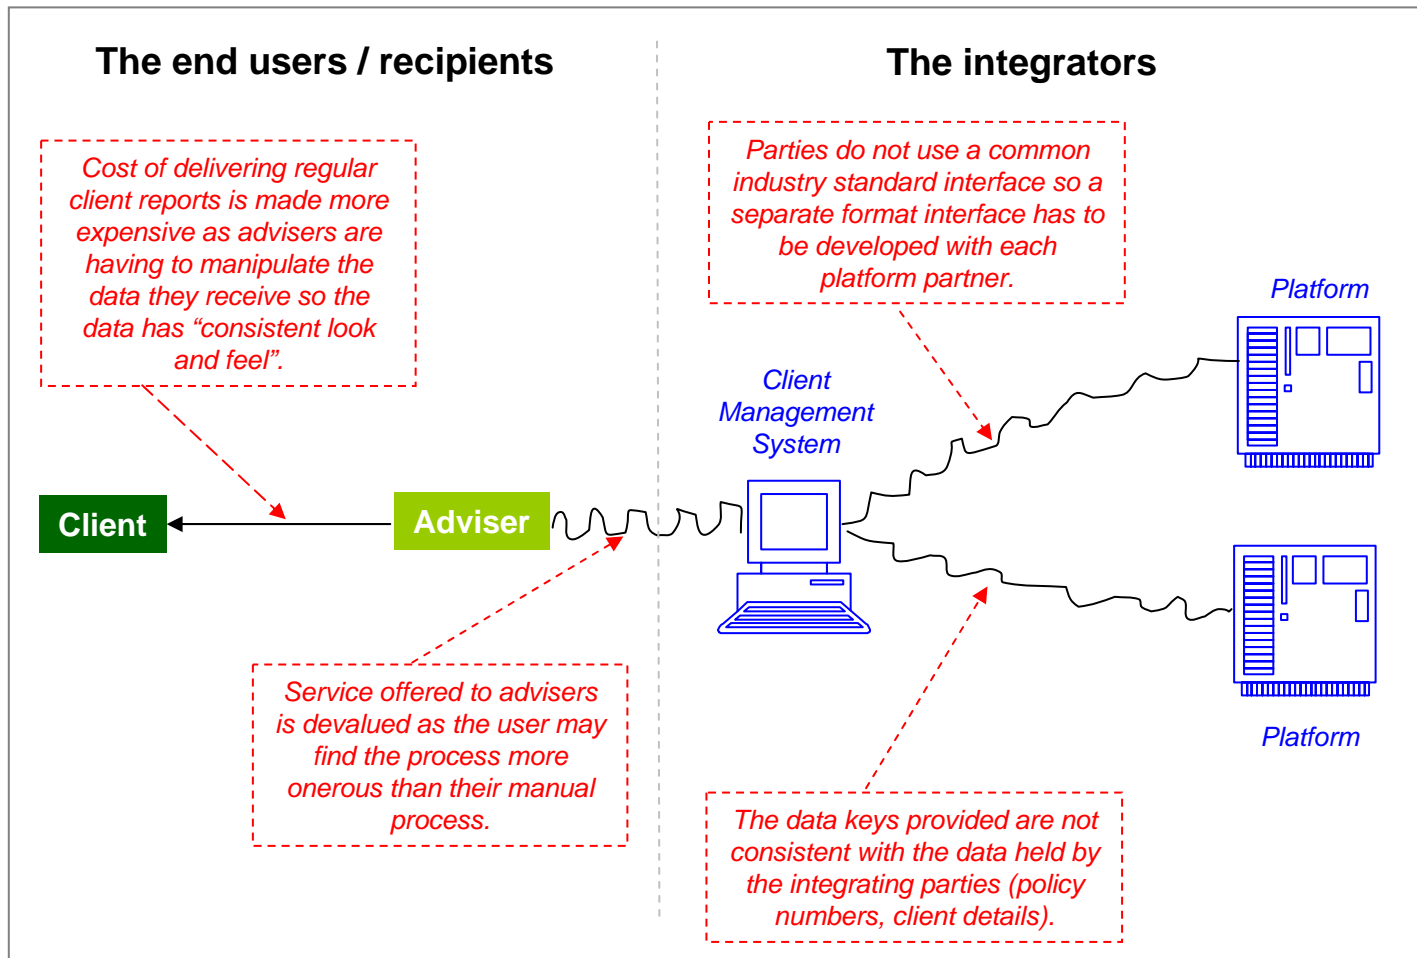 The end users / recipients
The integrators
Cost of delivering regular
client reports is made more
expensive as advisers are
having to manipulate the
data they receive so the
data has “consistent look
and feel”.
Parties do not use a common
industry standard interface so a
separate format interface has to
be developed with each
platform partner.
Platform
Client
Management
System
Client
Adviser
Service offered to advisers
is devalued as the user may
find the process more
onerous than their manual
process.
Platform
The data keys provided are not
consistent with the data held by
the integrating parties (policy
numbers, client details).